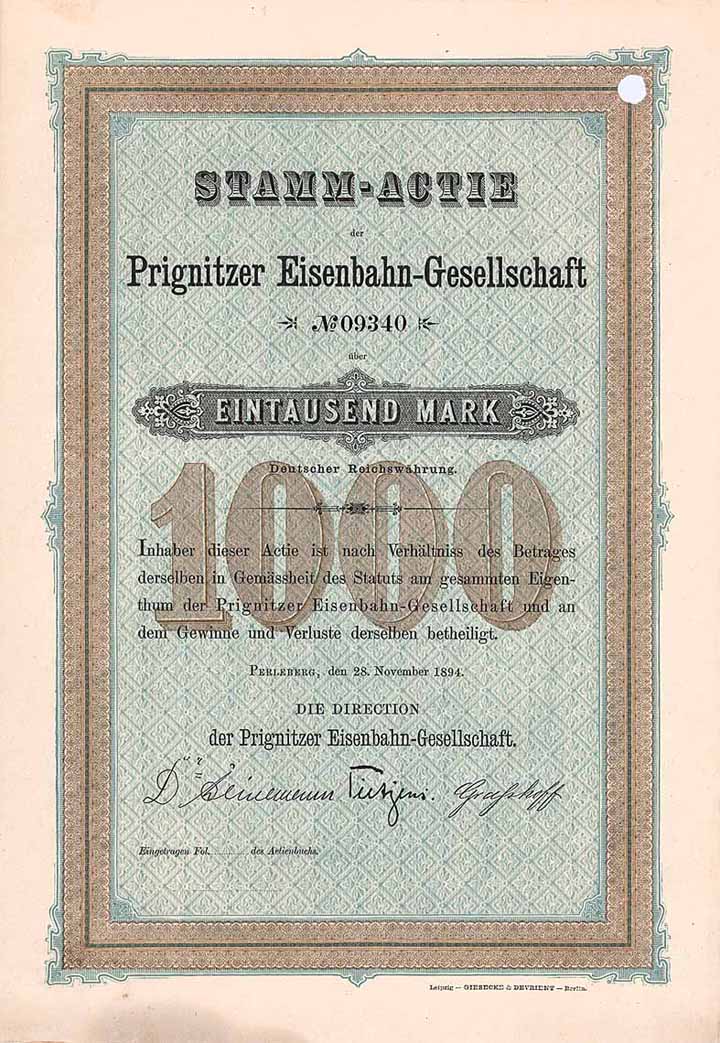 STAMM-ACTIE
der
Prignitzer Eisenbahn-Gesellschaft
№ 09340
über
EINTAUSEND MARK
Deutscher Reichswährung.
1000
Inhaber dieser Actie ist nach Verhältniss des Betrages
derselben in Gemässheit des Statuts am gesammten Eigen-
thum der Prignitzer Eisenbahn-Gesellschaft und an
dem Gewinne und Verluste derselben betheiligt.
PERLEBERG, den 28. November 1894.
DIE DIRECTION
der Prignitzer Eisenbahn-Gesellschaft.
Eingetragen Fol. des Actienbuchs.
Leipzig — GIESECKE & DEVRIENT — Berlin.